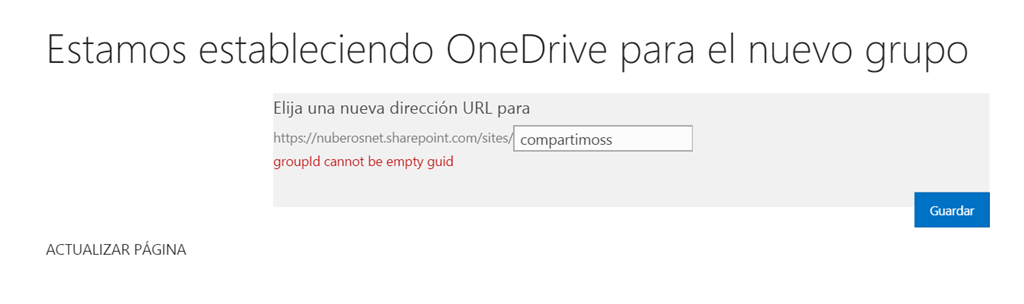 Estamos estableciendo OneDrive para el nuevo grupo
Elija una nueva dirección URL para
https://nuberosnet.sharepoint.com/sites/ compartimoss
groupId cannot be empty guid
Guardar
ACTUALIZAR PÁGINA